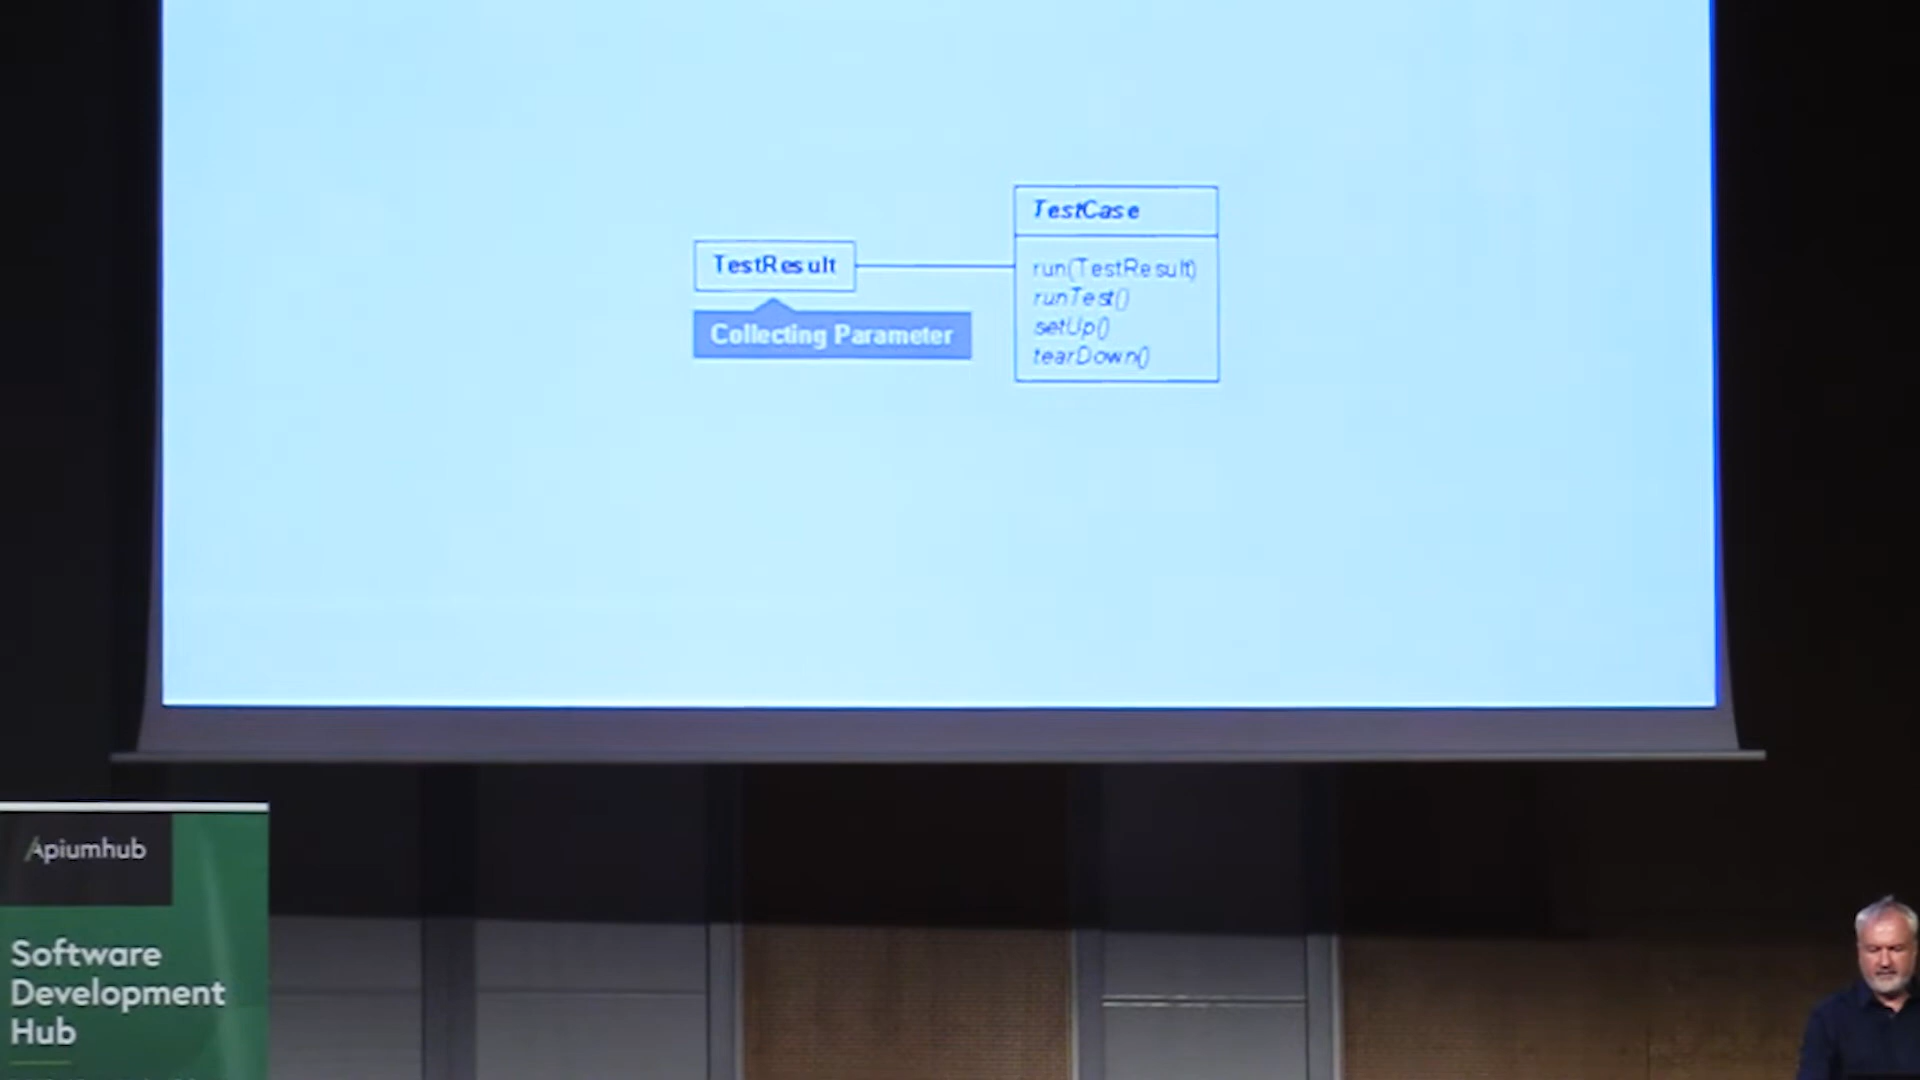 TestCase
TestResult
run(TestResult)
runTest()
setUp()
tearDown()
Collecting Parameter
Apiumhub
Software
Development
Hub